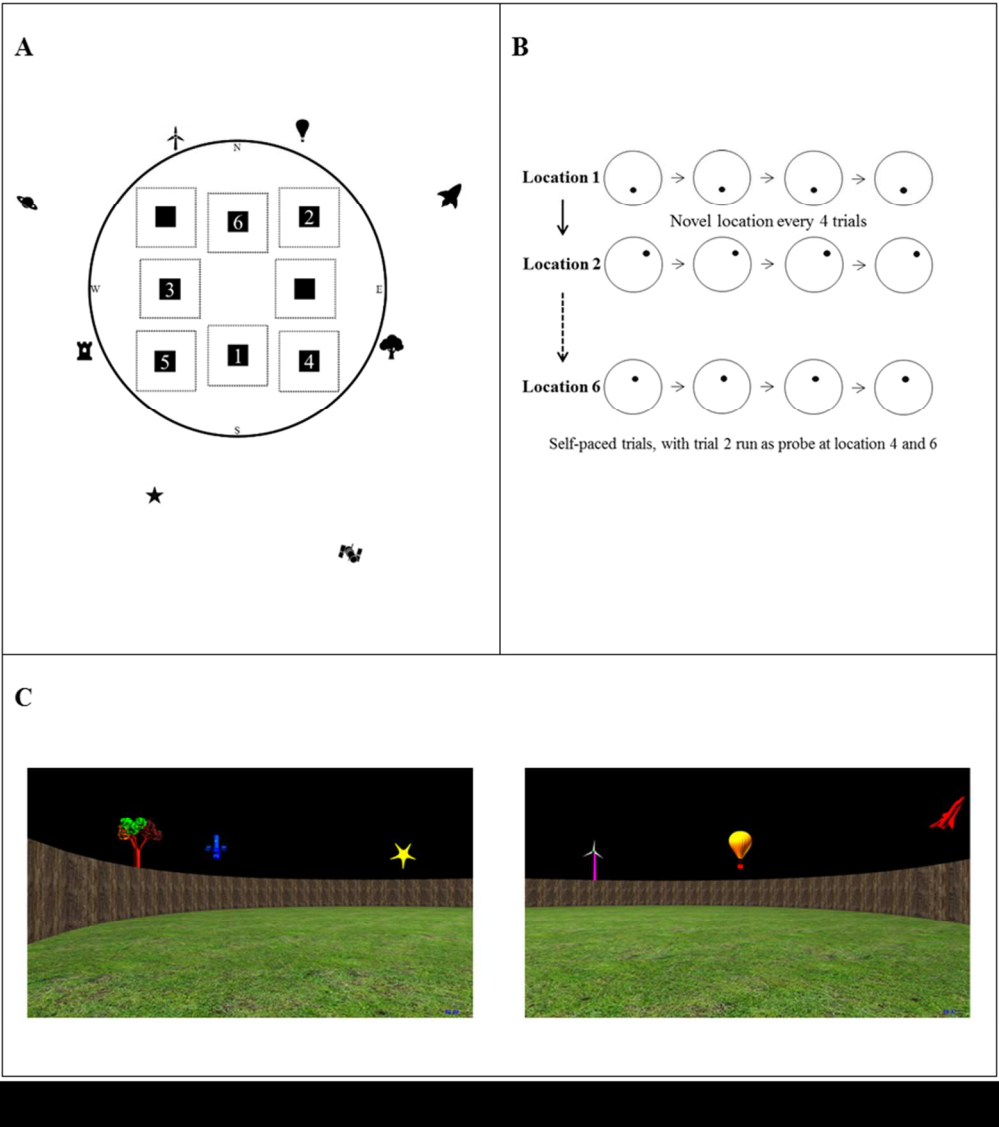 A
N
6
2
W
3
E
5
1
4
S
B
Location 1
Novel location every 4 trials
Location 2
Location 6
Self-paced trials, with trial 2 run as probe at location 4 and 6
C